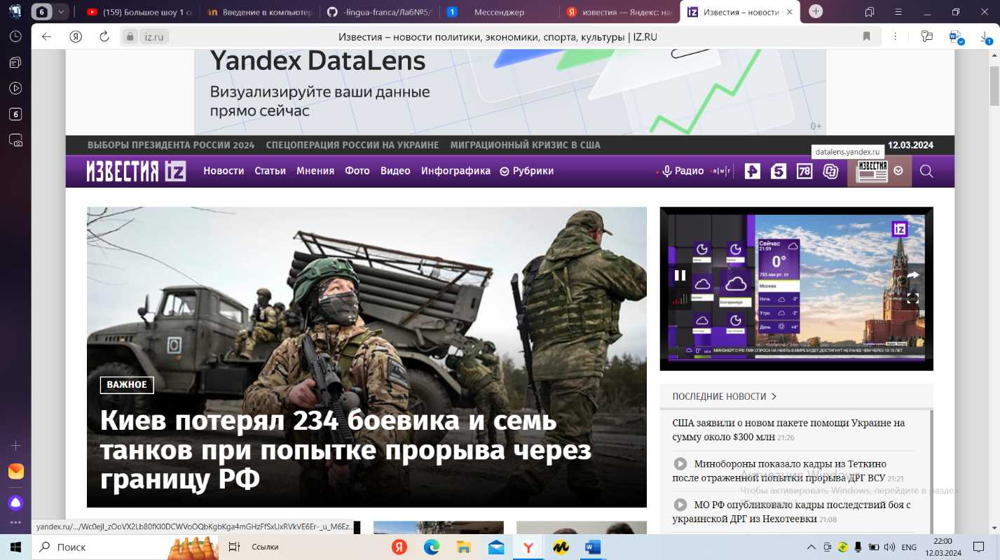 6
(159) Большое шоу 1 се
Введение в компьютер
-lingua-franca/Лаб№5/
1
Мессенджер
известия — Яндекс: на
Известия – новости
iz.ru
Известия – новости политики, экономики, спорта, культуры | IZ.RU
1
6
Yandex DataLens
Визуализируйте ваши данные
прямо сейчас
0+
ВЫБОРЫ ПРЕЗИДЕНТА РОССИИ 2024
СПЕЦОПЕРАЦИЯ РОССИИ НА УКРАИНЕ
МИГРАЦИОННЫЙ КРИЗИС В США
datalens.yandex.ru
12.03.2024
ИЗВЕСТИЯ iz
Новости
Статьи
Мнения
Фото
Видео
Инфографика
Рубрики
Радио
н|м|г
5
78
ИЗВЕСТИЯ
iz
Сейчас
21:59
0°
755 мм рт. ст
Москва
Ночь -3°
Утро -2°
День +4°
Екатеринбург
0°
МИНЭНЕРГО РФ: ПИК СПРОСА НА НЕФТЬ В МИРЕ БУДЕТ ДОСТИГНУТ НЕ РАНЕЕ ЧЕМ ЧЕРЕЗ 10-15 ЛЕТ
ВАЖНОЕ
Киев потерял 234 боевика и семь
танков при попытке прорыва через
границу РФ
ПОСЛЕДНИЕ НОВОСТИ
США заявили о новом пакете помощи Украине на
сумму около $300 млн 21:26
Минобороны показало кадры из Теткино
после отраженной попытки прорыва ДРГ ВСУ 21:21
МО РФ опубликовало кадры последствий боя с
украинской ДРГ из Нехотеевки 21:08
Активация Windows
Чтобы активировать Windows, перейдите в раздел
yandex.ru/.../Wc0ejI_zOoVX2Lb80fKl0DCWVoOQbKgbKga4mGHzFfSxUxRVkVE6Er-_u_M6Ez...
Поиск
Ссылки
ENG
22:00
12.03.2024